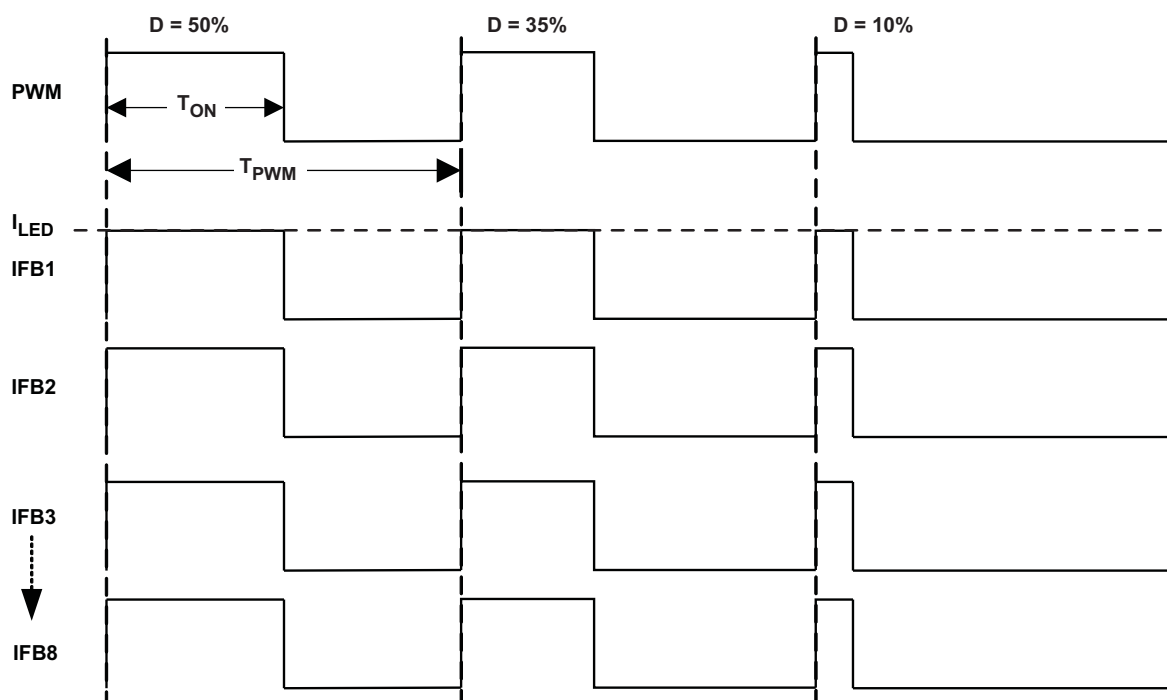 D = 50%
D = 35%
D = 10%
PWM
TON
TPWM
ILED
IFB1
IFB2
IFB3
IFB8